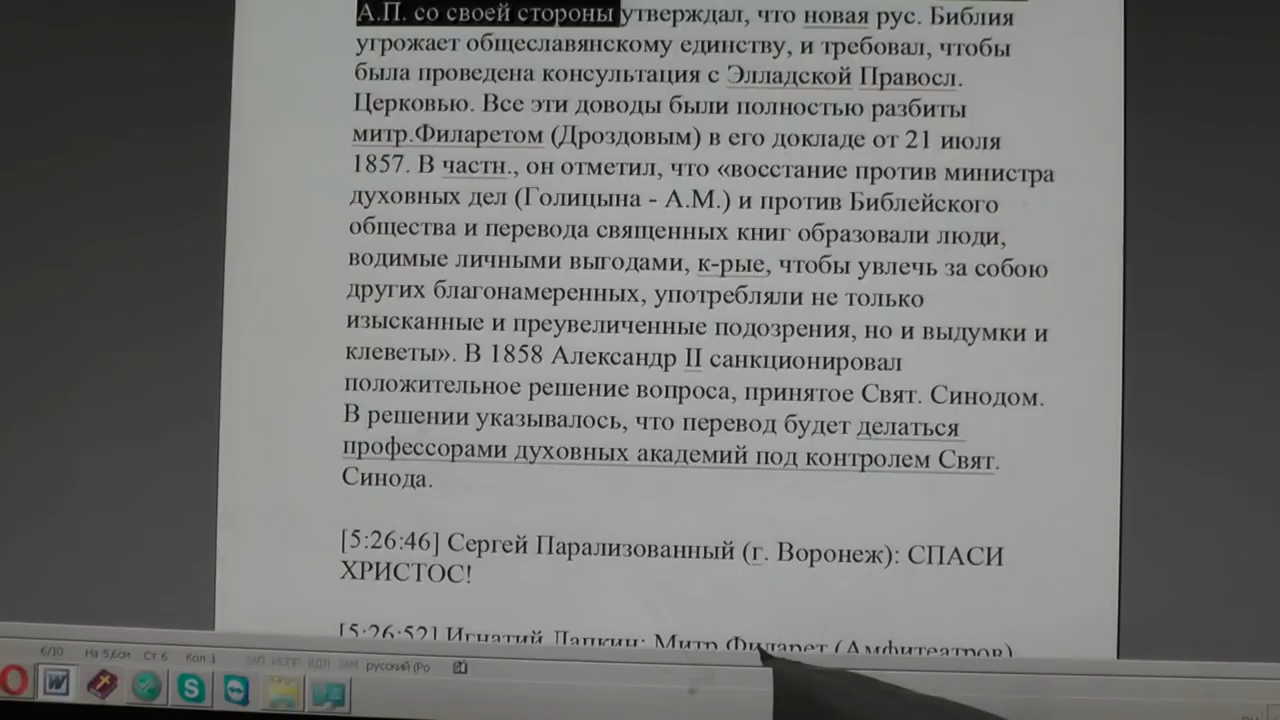 А.П. со своей стороны утверждал, что новая рус. Библия
угрожает общеславянскому единству, и требовал, чтобы
была проведена консультация с Элладской Правосл.
Церковью. Все эти доводы были полностью разбиты
митр.Филаретом (Дроздовым) в его докладе от 21 июля
1857. В частн., он отметил, что «восстание против министра
духовных дел (Голицына - А.М.) и против Библейского
общества и перевода священных книг образовали люди,
водимые личными выгодами, к-рые, чтобы увлечь за собою
других благонамеренных, употребляли не только
изысканные и преувеличенные подозрения, но и выдумки и
клеветы». В 1858 Александр II санкционировал
положительное решение вопроса, принятое Свят. Синодом.
В решении указывалось, что перевод будет делаться
профессорами духовных академий под контролем Свят.
Синода.
[5:26:46] Сергей Парализованный (г. Воронеж): СПАСИ
ХРИСТОС!
[5:26:52] Игнатий Лапкин: Митр Филарет (Амфитеатров)
6/10 На 5,6см Ст 6 Кол 1 ЗАП ИСПР ВДЛ ЗАМ русский (Ро